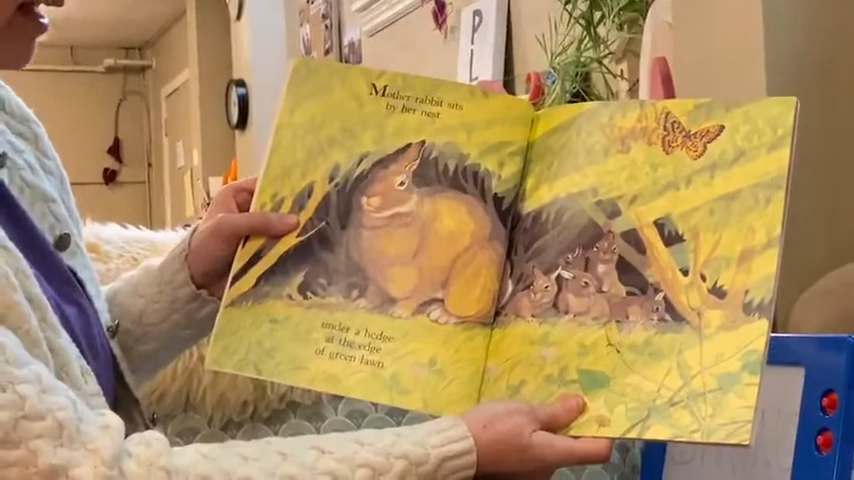 P
L
Mother rabbit sits
by her nest
under a hedge
at the edge
of green lawn.